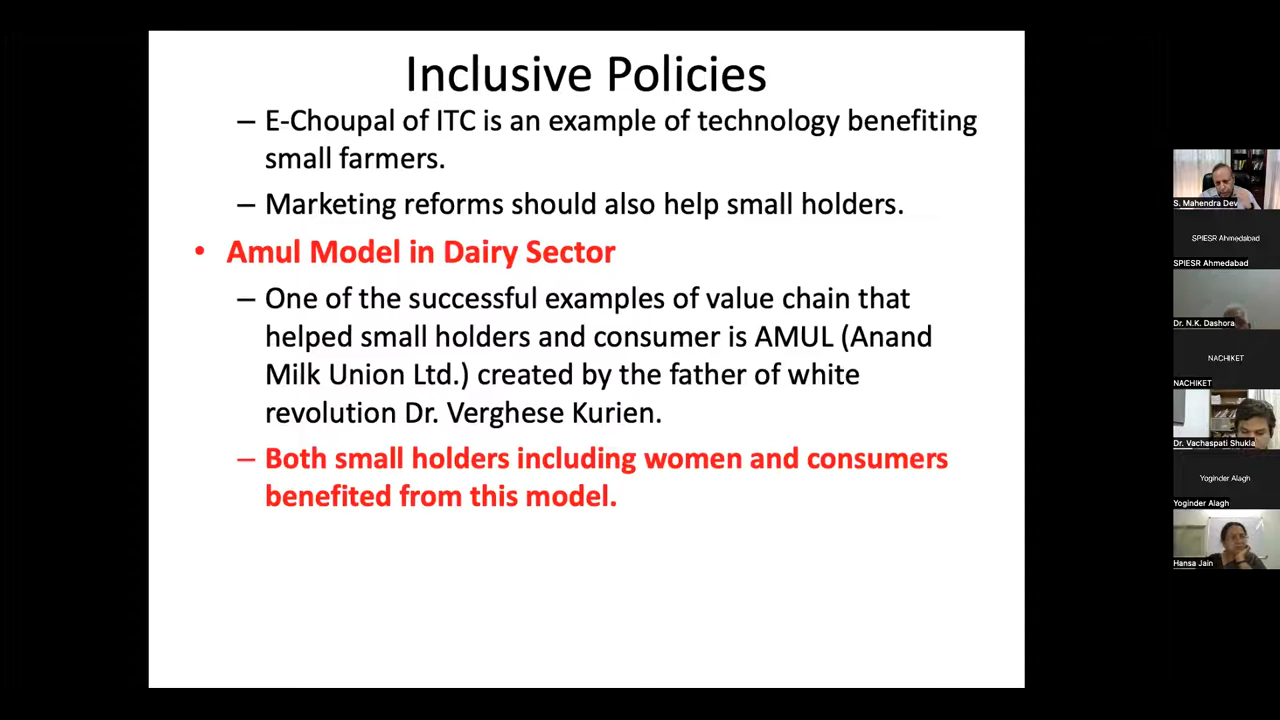 Inclusive Policies
– E-Choupal of ITC is an example of technology benefiting
small farmers.
– Marketing reforms should also help small holders.
• Amul Model in Dairy Sector
– One of the successful examples of value chain that
helped small holders and consumer is AMUL (Anand
Milk Union Ltd.) created by the father of white
revolution Dr. Verghese Kurien.
– Both small holders including women and consumers
benefited from this model.
S. Mahendra Dev
SPIESR Ahmedabad
SPIESR Ahmedabad
Dr. N.K. Dashora
NACHIKET
NACHIKET
Dr. Vachaspati Shukla
Yoginder Alagh
Yoginder Alagh
Hansa Jain